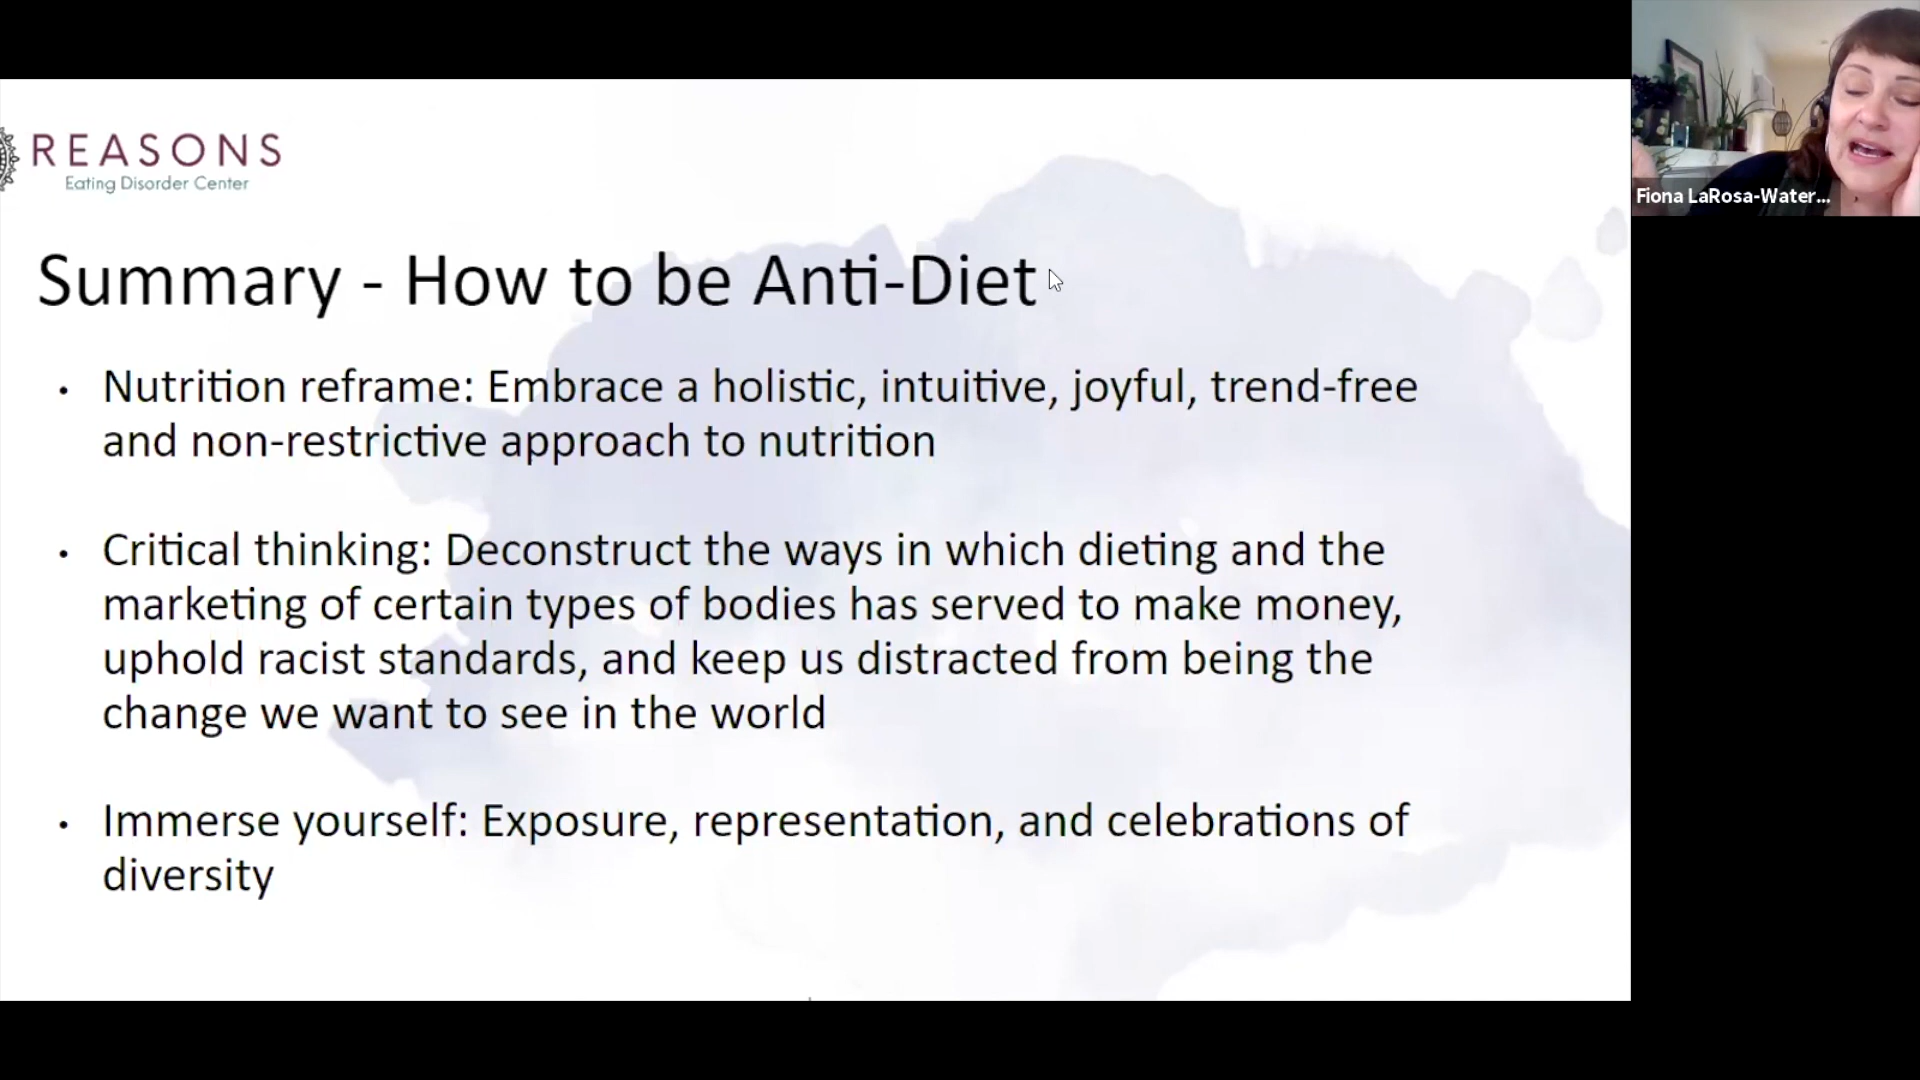 REASONS
Eating Disorder Center
Fiona LaRosa-Water...
Summary - How to be Anti-Diet
• Nutrition reframe: Embrace a holistic, intuitive, joyful, trend-free
and non-restrictive approach to nutrition
• Critical thinking: Deconstruct the ways in which dieting and the
marketing of certain types of bodies has served to make money,
uphold racist standards, and keep us distracted from being the
change we want to see in the world
• Immerse yourself: Exposure, representation, and celebrations of
diversity